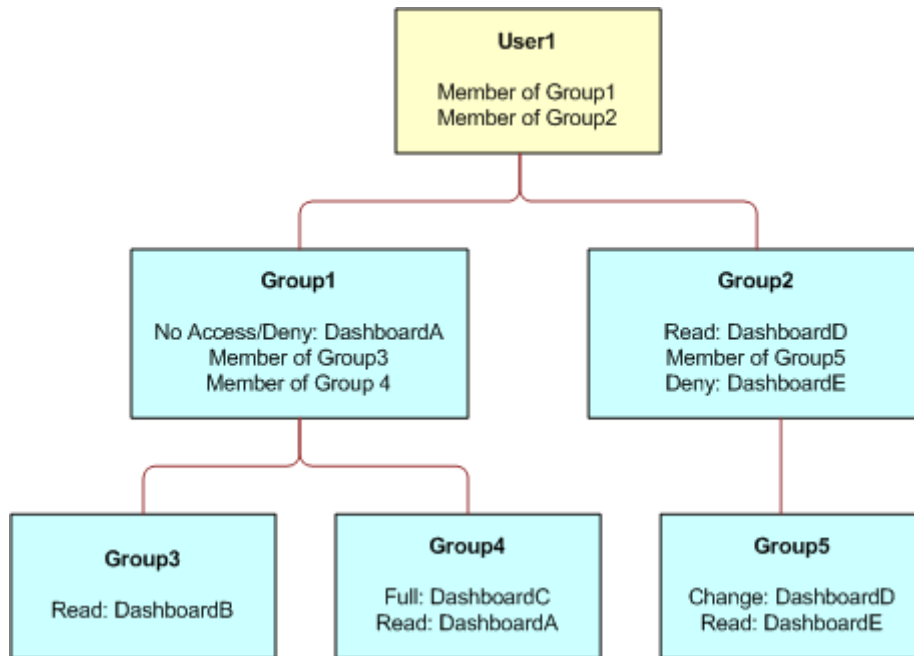 User1
Member of Group1
Member of Group2
Group1
No Access/Deny: DashboardA
Member of Group3
Member of Group 4
Group2
Read: DashboardD
Member of Group5
Deny: DashboardE
Group3
Read: DashboardB
Group4
Full: DashboardC
Read: DashboardA
Group5
Change: DashboardD
Read: DashboardE